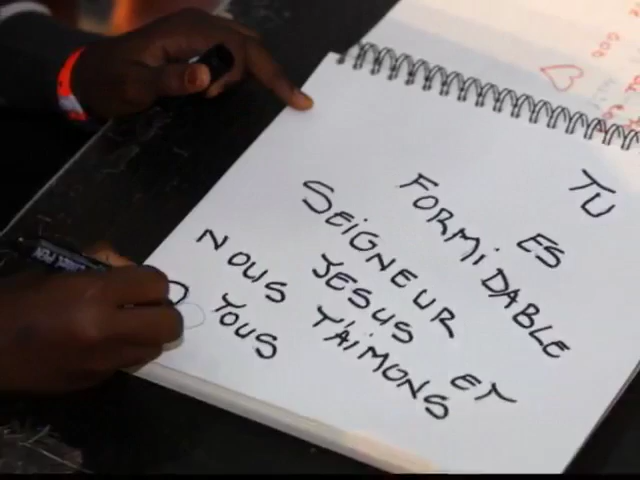 TU
ES
FORMIDABLE
SEIGNEUR
JESUS ET
NOUS T'AIMONS
TOUS